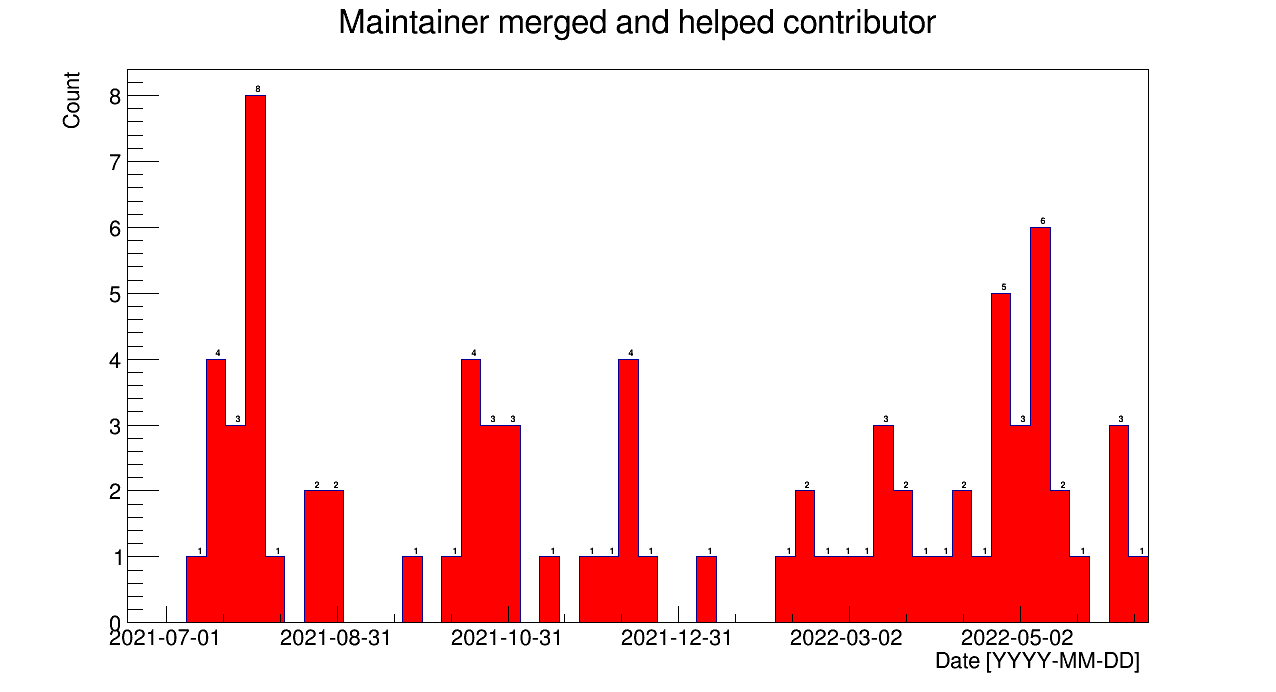 Maintainer merged and helped contributor
Count
8
7
6
5
4
3
2
1
0
1 4 3 8 1 2 2 1 1 4 3 3 1 1 1 4 1 1 1 2 1 1 1 3 2 1 1 2 1 5 3 6 2 1 3 1
2021-07-01 2021-08-31 2021-10-31 2021-12-31 2022-03-02 2022-05-02
Date [YYYY-MM-DD]